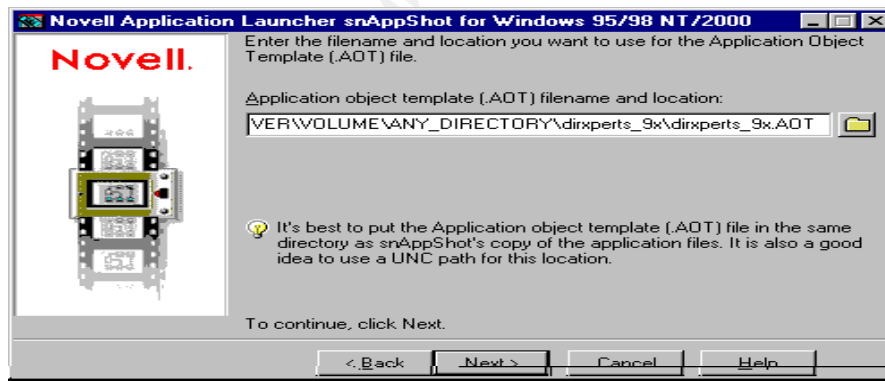 Novell Application Launcher snAppShot for Windows 95/98 NT/2000
Novell.
Enter the filename and location you want to use for the Application Object
Template (.AOT) file.
Application object template (.AOT) filename and location:
VER\VOLUME\ANY_DIRECTORY\dirxperts_9x\dirxperts_9x.AOT
It's best to put the Application object template (.AOT) file in the same
directory as snAppShot's copy of the application files. It is also a good
idea to use a UNC path for this location.
To continue, click Next.
< Back Next > Cancel Help